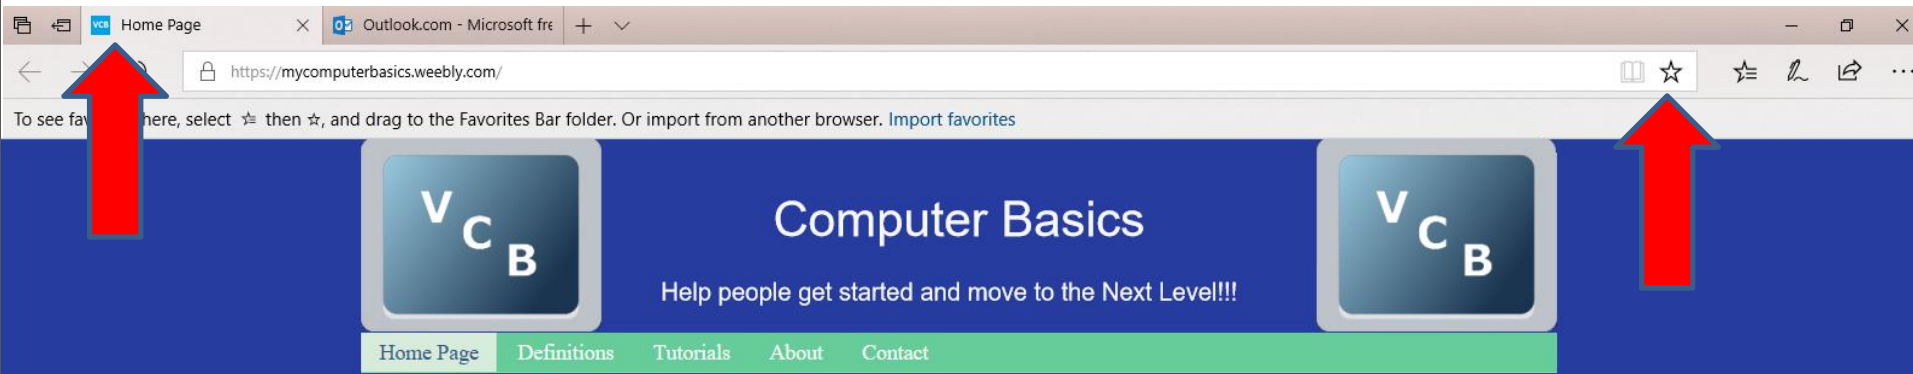 VCB Home Page Outlook.com - Microsoft fre
https://mycomputerbasics.weebly.com/
To see fa here, select then , and drag to the Favorites Bar folder. Or import from another browser. Import favorites
V C B
Computer Basics
V C B
Help people get started and move to the Next Level!!!
Home Page Definitions Tutorials About Contact